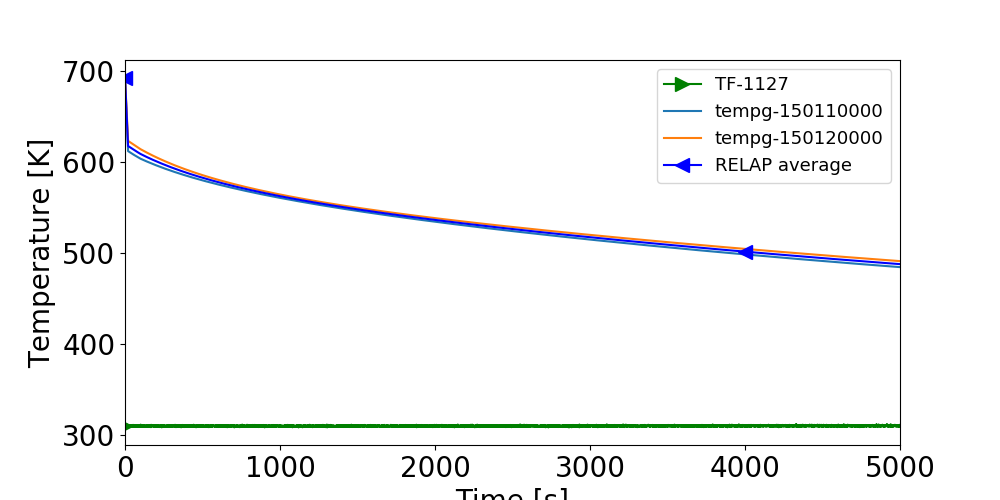 700
600
500
400
300
Temperature [K]
TF-1127
tempg-150110000
tempg-150120000
RELAP average
0 1000 2000 3000 4000 5000
Time [s]